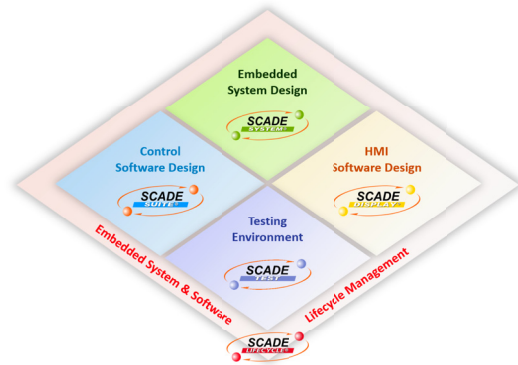 Embedded
System Design
SCADE
SYSTEM®
Control
Software Design
SCADE
SUITE®
HMI
Software Design
SCADE
DISPLAY®
Testing
Environment
SCADE
TEST
Embedded System & Software
Lifecycle Management
SCADE
LIFECYCLE®